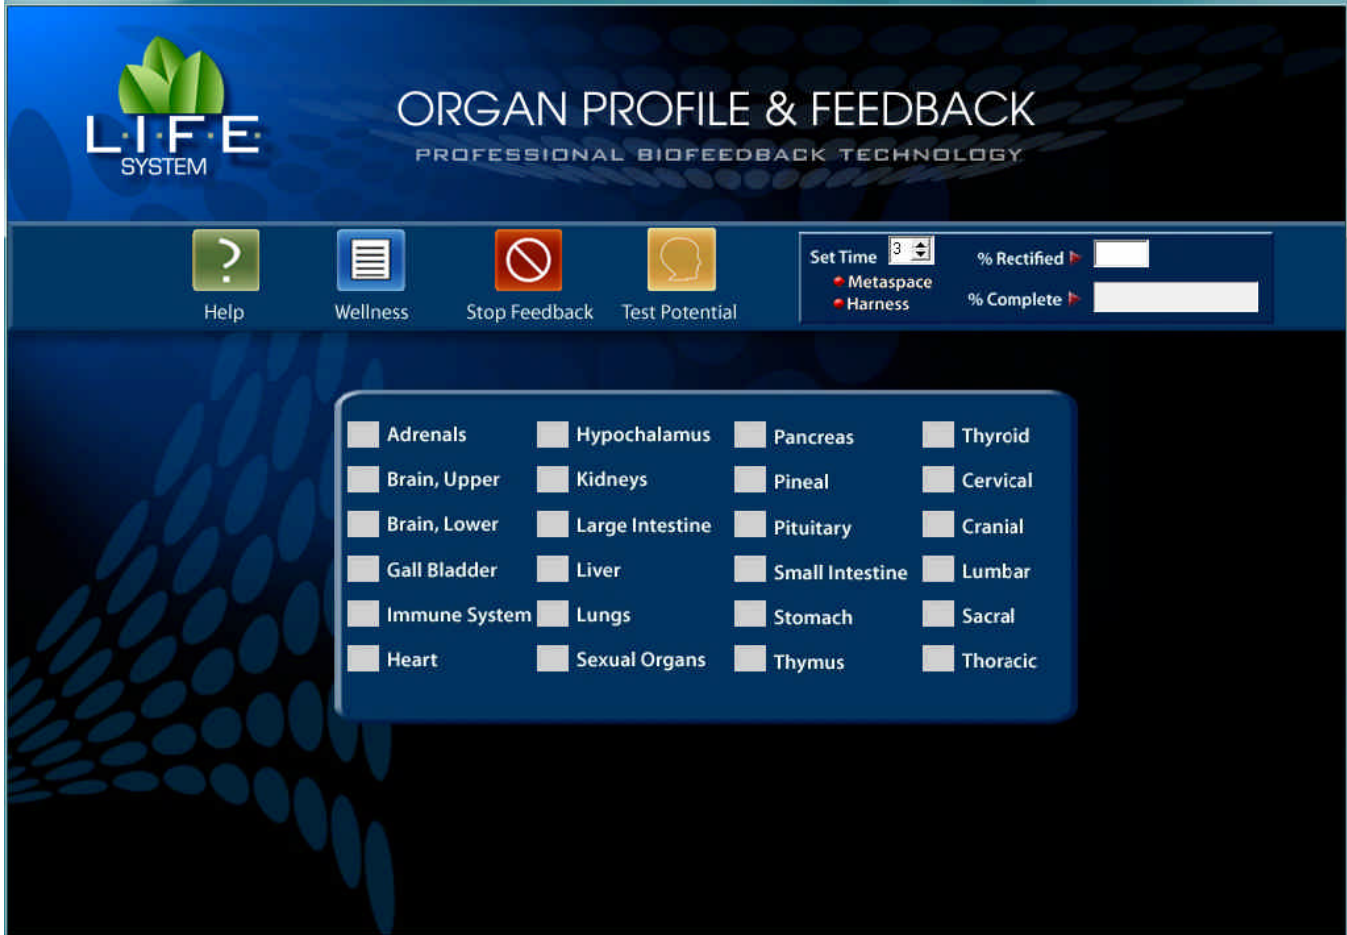 L·I·F·E·
SYSTEM
ORGAN PROFILE & FEEDBACK
PROFESSIONAL BIOFEEDBACK TECHNOLOGY
?
Help
Wellness
Stop Feedback
Test Potential
Set Time 3
Metaspace
Harness
% Rectified
% Complete
Adrenals Hypochalamus Pancreas Thyroid
Brain, Upper Kidneys Pineal Cervical
Brain, Lower Large Intestine Pituitary Cranial
Gall Bladder Liver Small Intestine Lumbar
Immune System Lungs Stomach Sacral
Heart Sexual Organs Thymus Thoracic